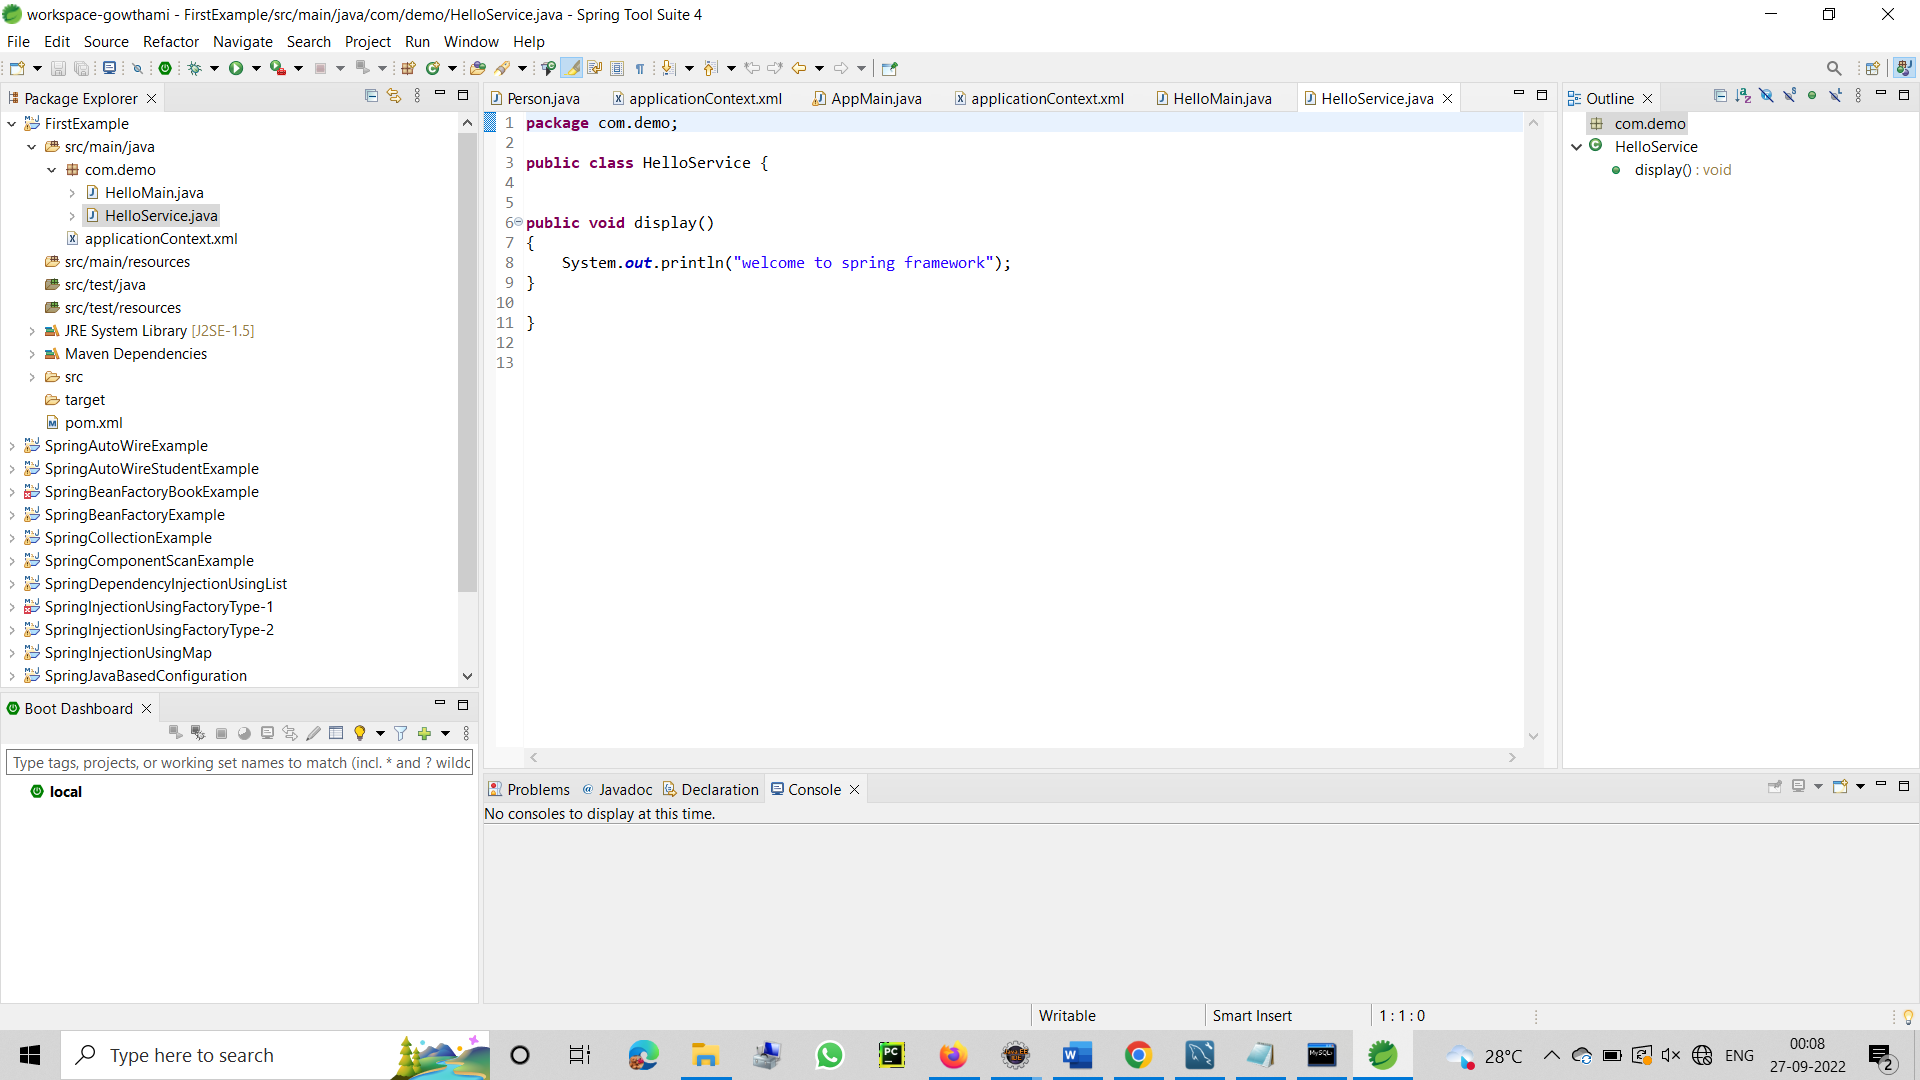 workspace-gowthami - FirstExample/src/main/java/com/demo/HelloService.java - Spring Tool Suite 4
File Edit Source Refactor Navigate Search Project Run Window Help
Package Explorer
FirstExample
src/main/java
com.demo
HelloMain.java
HelloService.java
applicationContext.xml
src/main/resources
src/test/java
src/test/resources
JRE System Library [J2SE-1.5]
Maven Dependencies
src
target
pom.xml
SpringAutoWireExample
SpringAutoWireStudentExample
SpringBeanFactoryBookExample
SpringBeanFactoryExample
SpringCollectionExample
SpringComponentScanExample
SpringDependencyInjectionUsingList
SpringInjectionUsingFactoryType-1
SpringInjectionUsingFactoryType-2
SpringInjectionUsingMap
SpringJavaBasedConfiguration
Boot Dashboard
Type tags, projects, or working set names to match (incl. * and ? wildc
local
Person.java applicationContext.xml AppMain.java applicationContext.xml HelloMain.java HelloService.java
1 package com.demo;
2
3 public class HelloService {
4
5
6 public void display()
7 {
8 System.out.println("welcome to spring framework");
9 }
10
11 }
12
13
Outline
com.demo
HelloService
display() : void
Problems @ Javadoc Declaration Console
No consoles to display at this time.
Writable Smart Insert 1 : 1 : 0
Type here to search
PC
MySQL
28°C
ENG
00:08
27-09-2022
2